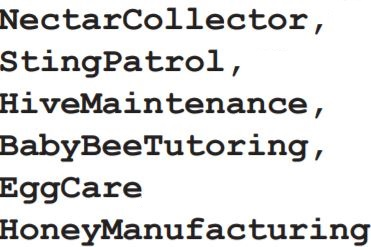 NectarCollector,
StingPatrol,
HiveMaintenance,
BabyBeeTutoring,
EggCare
HoneyManufacturing